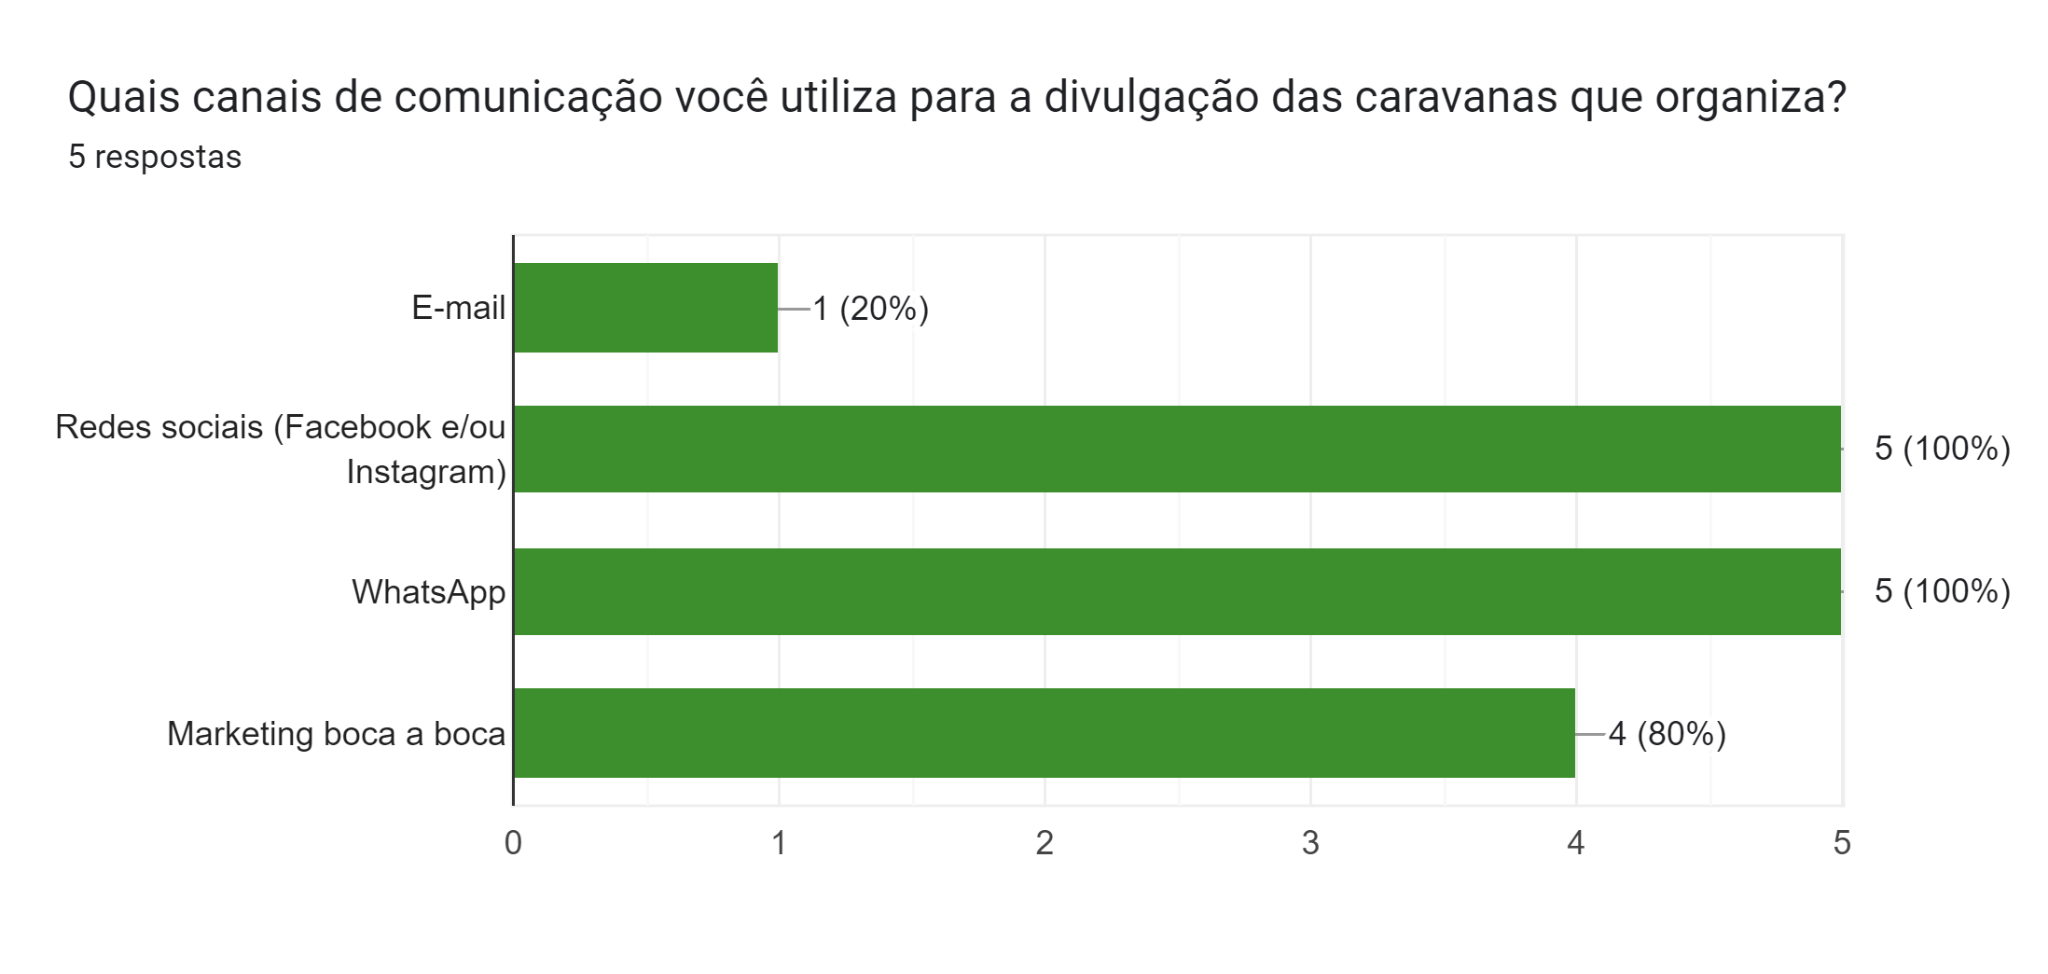 Quais canais de comunicação você utiliza para a divulgação das caravanas que organiza?
5 respostas
E-mail
1 (20%)
Redes sociais (Facebook e/ou
Instagram)
5 (100%)
WhatsApp
5 (100%)
Marketing boca a boca
4 (80%)
0 1 2 3 4 5